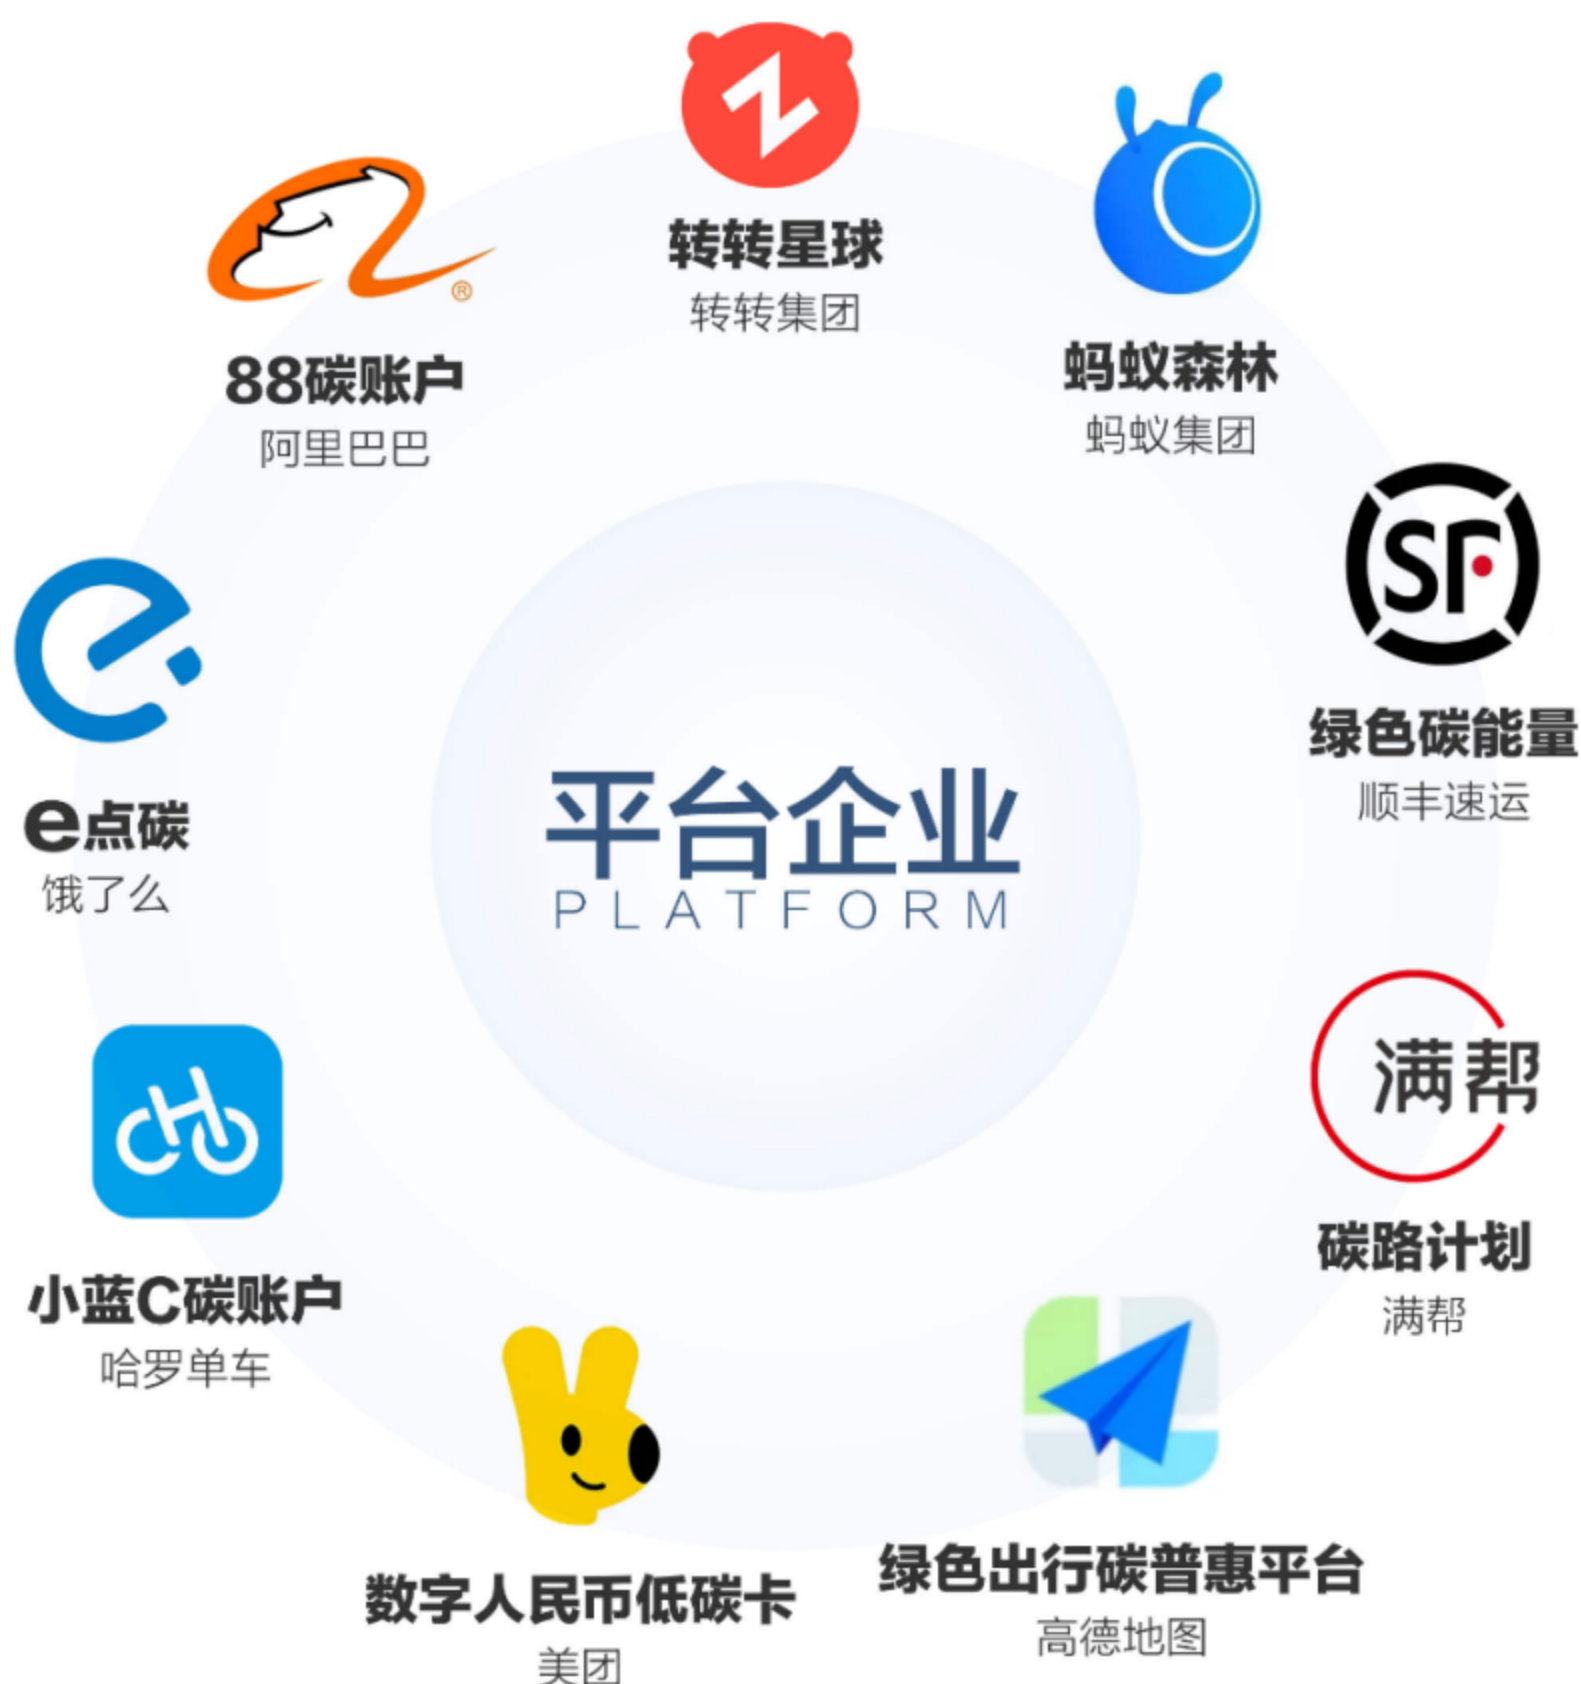 转转星球
转转集团
蚂蚁森林
蚂蚁集团
88碳账户
阿里巴巴
®
SF
绿色碳能量
顺丰速运
e点碳
饿了么
平台企业
PLATFORM
满帮
碳路计划
满帮
小蓝C碳账户
哈罗单车
绿色出行碳普惠平台
高德地图
数字人民币低碳卡
美团